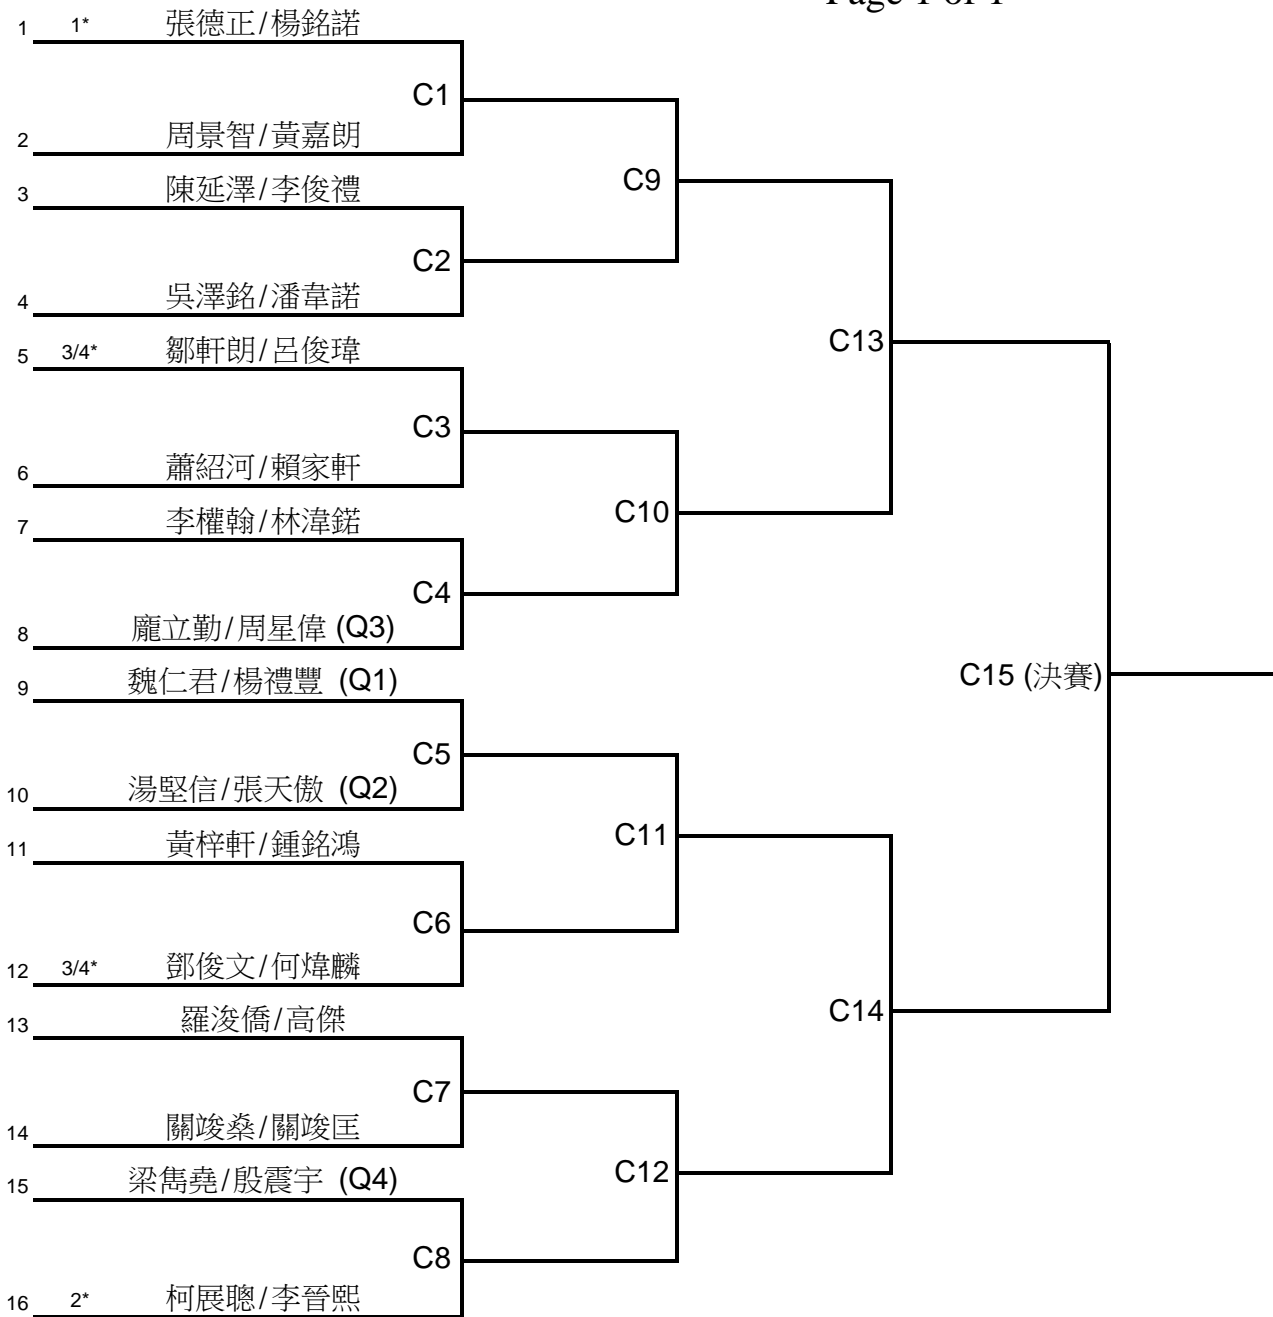 Page 1 of 1
1 1* 張德正/楊銘諾
C1
2 周景智/黃嘉朗
C9
3 陳延澤/李俊禮
C2
4 吳澤銘/潘韋諾
C13
5 3/4* 鄒軒朗/呂俊瑋
C3
6 蕭紹河/賴家軒
C10
7 李權翰/林湋鍩
C4
8 龐立勤/周星偉 (Q3)
C15 (決賽)
9 魏仁君/楊禮豐 (Q1)
C5
10 湯堅信/張天傲 (Q2)
C11
11 黃梓軒/鍾銘鴻
C6
12 3/4* 鄧俊文/何煒麟
C14
13 羅浚僑/高傑
C7
14 關竣燊/關竣匡
C12
15 梁雋堯/殷震宇 (Q4)
C8
16 2* 柯展聰/李晉熙